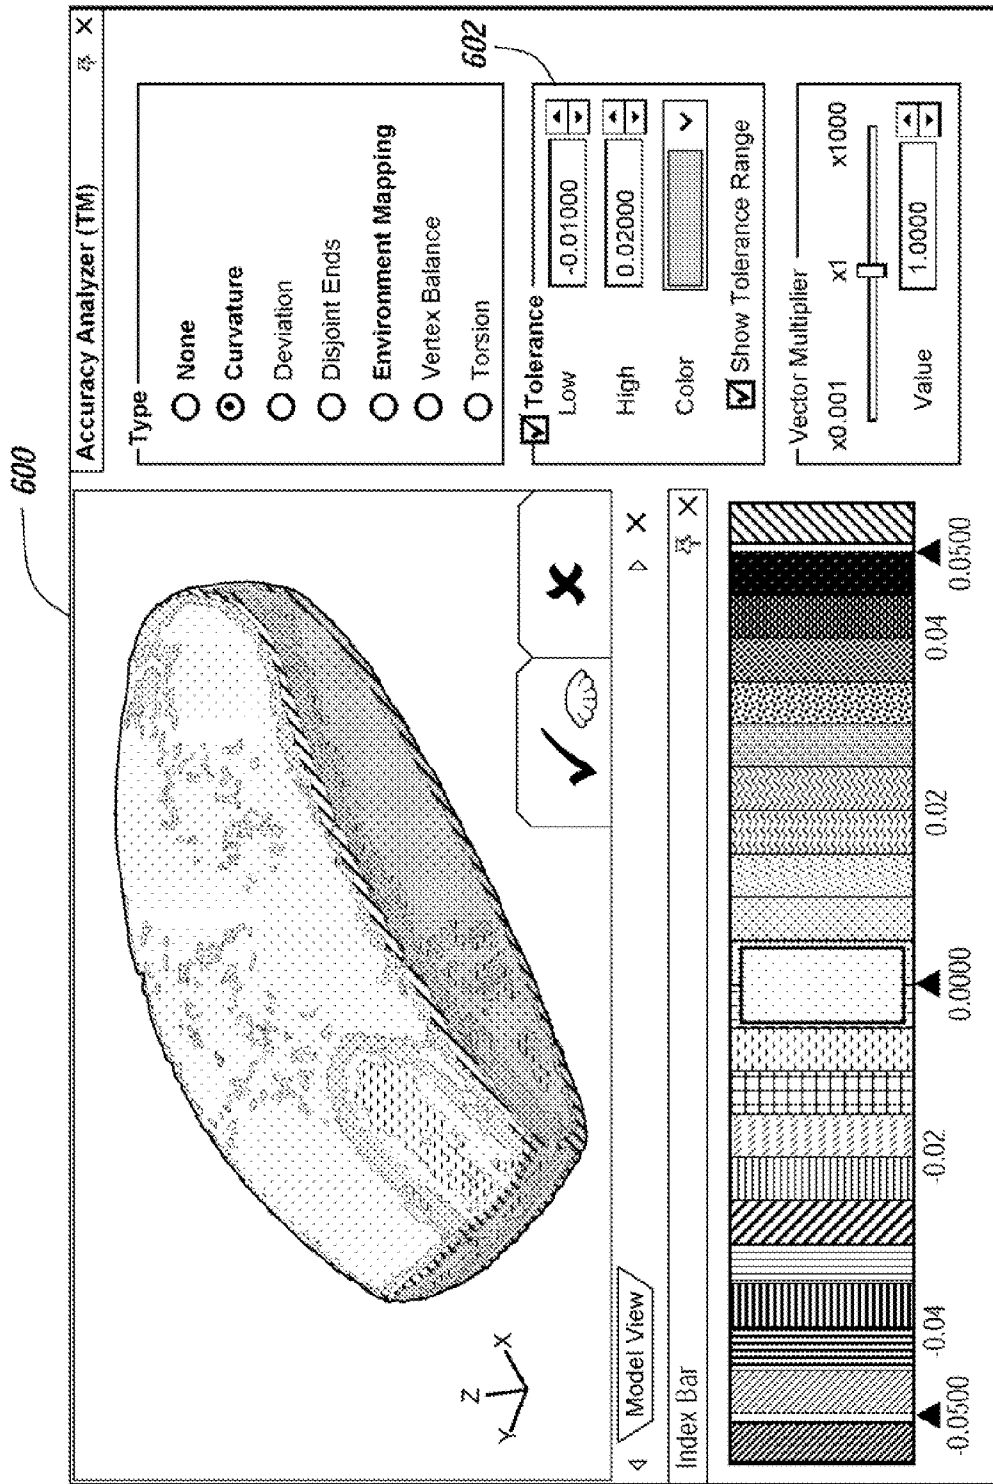 600
Accuracy Analyzer (TM)
Type
None
Curvature
Deviation
Disjoint Ends
Environment Mapping
Vertex Balance
Torsion
602
Tolerance
Low -0.01000
High 0.02000
Color
Show Tolerance Range
Vector Multiplier
x0.001 x1 x1000
Value 1.0000
Z
Y X
Model View
Index Bar
-0.0500 -0.04 -0.02 0.0000 0.02 0.04 0.0500